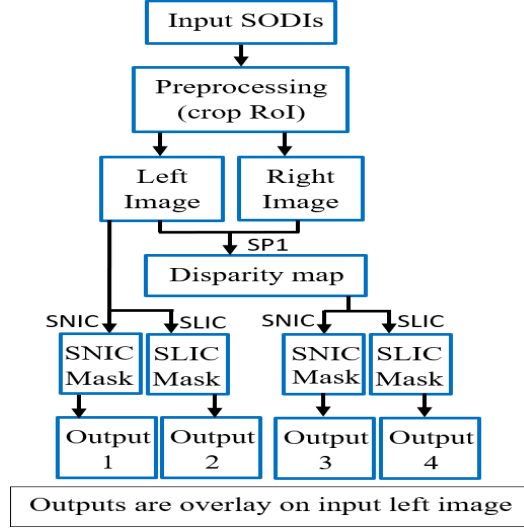 Input SODIs
Preprocessing
(crop RoI)
Left
Image
Right
Image
SP1
Disparity map
SNIC
SLIC
SNIC
SLIC
SNIC
Mask
SLIC
Mask
SNIC
Mask
SLIC
Mask
Output
1
Output
2
Output
3
Output
4
Outputs are overlay on input left image